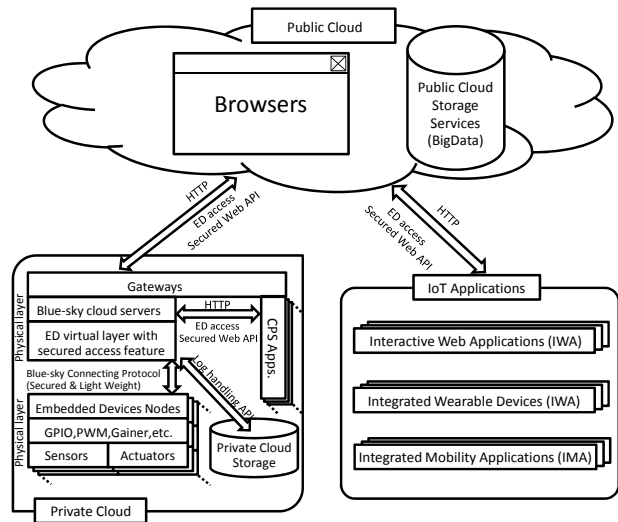 Public Cloud
Browsers
Public Cloud
Storage
Services
(BigData)
HTTP
ED access
Secured Web API
HTTP
ED access
Secured Web API
Gateways
Physical layer
Blue-sky cloud servers
ED virtual layer with
secured access feature
HTTP
ED access
Secured Web API
CPS Apps.
Blue-sky Connecting Protocol
(Secured & Light Weight)
Log handling API
Physical layer
Embedded Devices Nodes
GPIO,PWM,Gainer,etc.
Sensors
Actuators
Private Cloud
Storage
Private Cloud
IoT Applications
Interactive Web Applications (IWA)
Integrated Wearable Devices (IWA)
Integrated Mobility Applications (IMA)